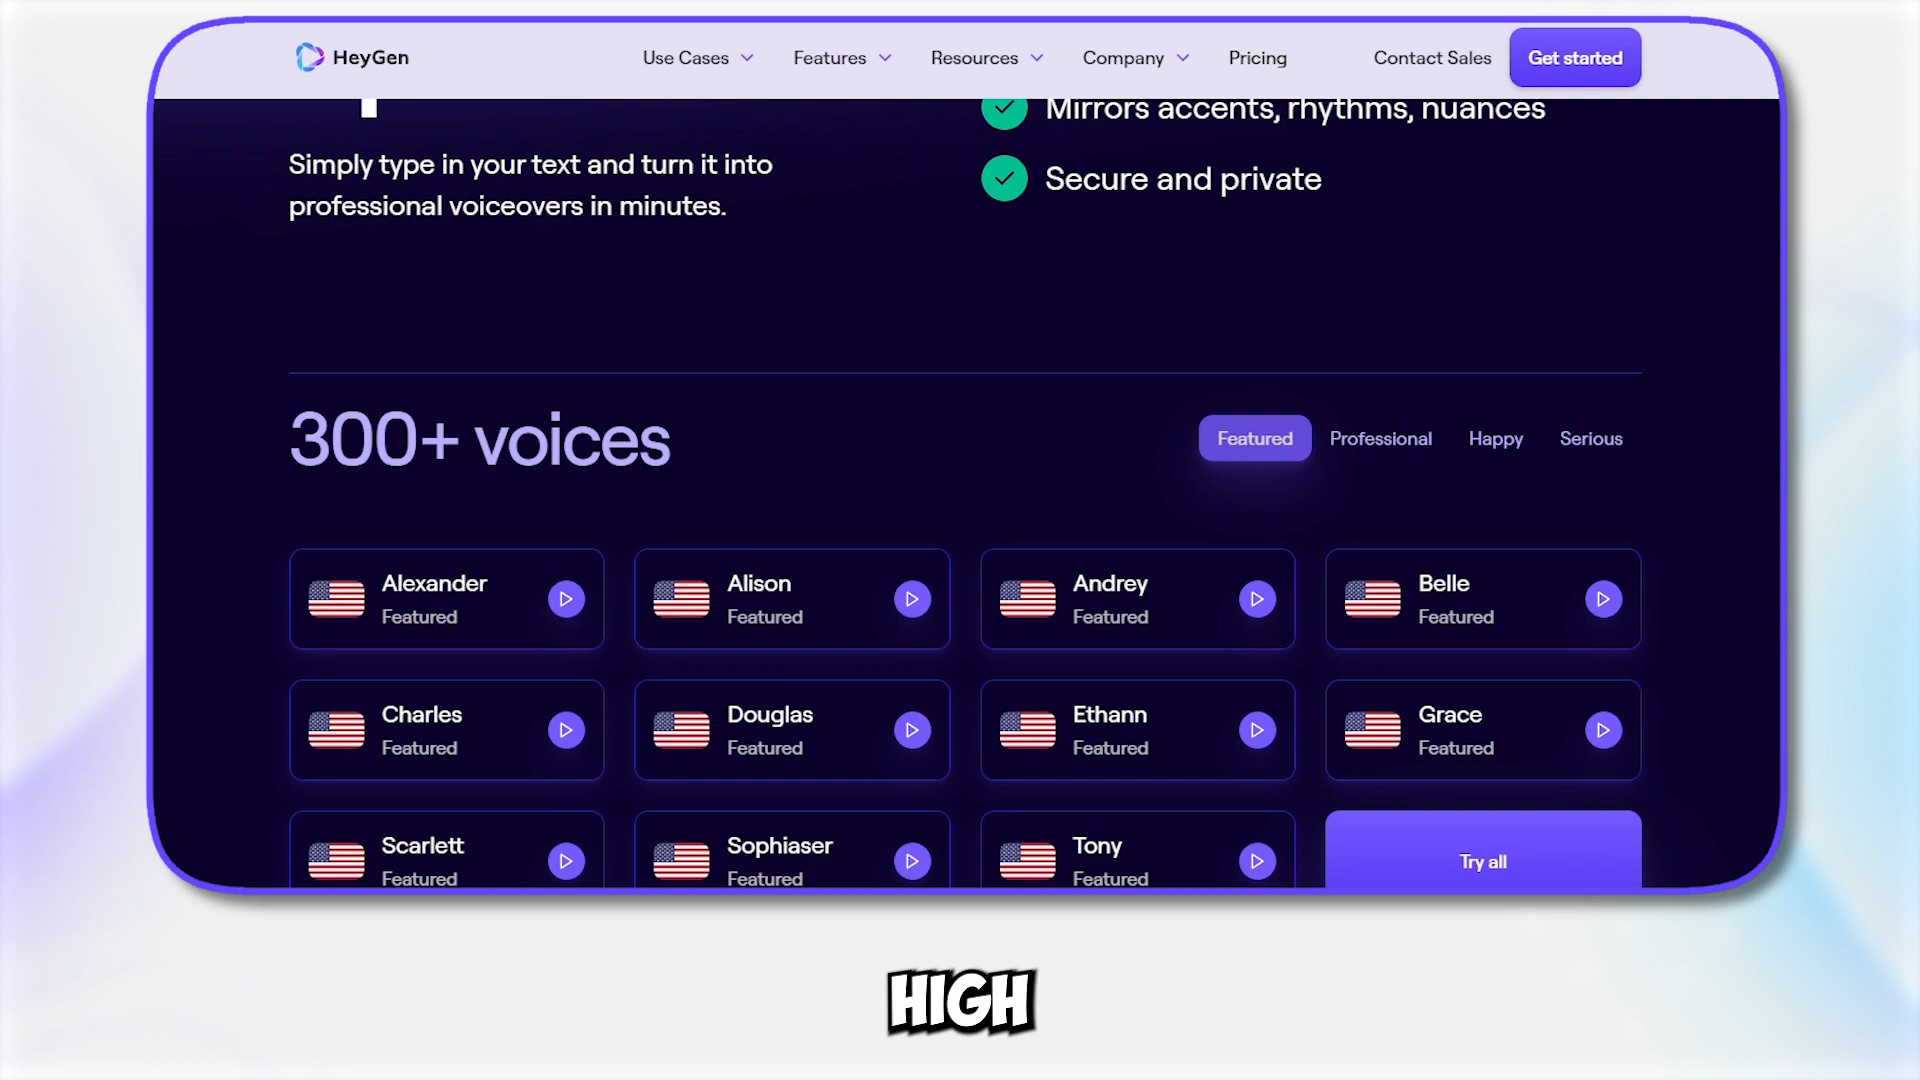 HeyGen
Use Cases
Features
Resources
Company
Pricing
Contact Sales
Get started
Mirrors accents, rhythms, nuances
Simply type in your text and turn it into
professional voiceovers in minutes.
Secure and private
300+ voices
Featured
Professional
Happy
Serious
Alexander
Featured
Alison
Featured
Andrey
Featured
Belle
Featured
Charles
Featured
Douglas
Featured
Ethann
Featured
Grace
Featured
Scarlett
Featured
Sophiaser
Featured
Tony
Featured
Try all
HIGH